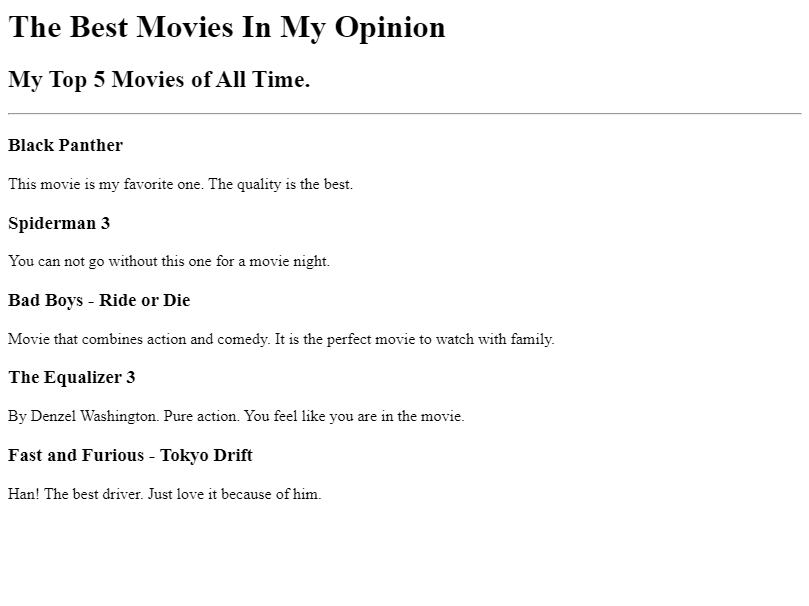 The Best Movies In My Opinion
My Top 5 Movies of All Time.
Black Panther
This movie is my favorite one. The quality is the best.
Spiderman 3
You can not go without this one for a movie night.
Bad Boys - Ride or Die
Movie that combines action and comedy. It is the perfect movie to watch with family.
The Equalizer 3
By Denzel Washington. Pure action. You feel like you are in the movie.
Fast and Furious - Tokyo Drift
Han! The best driver. Just love it because of him.